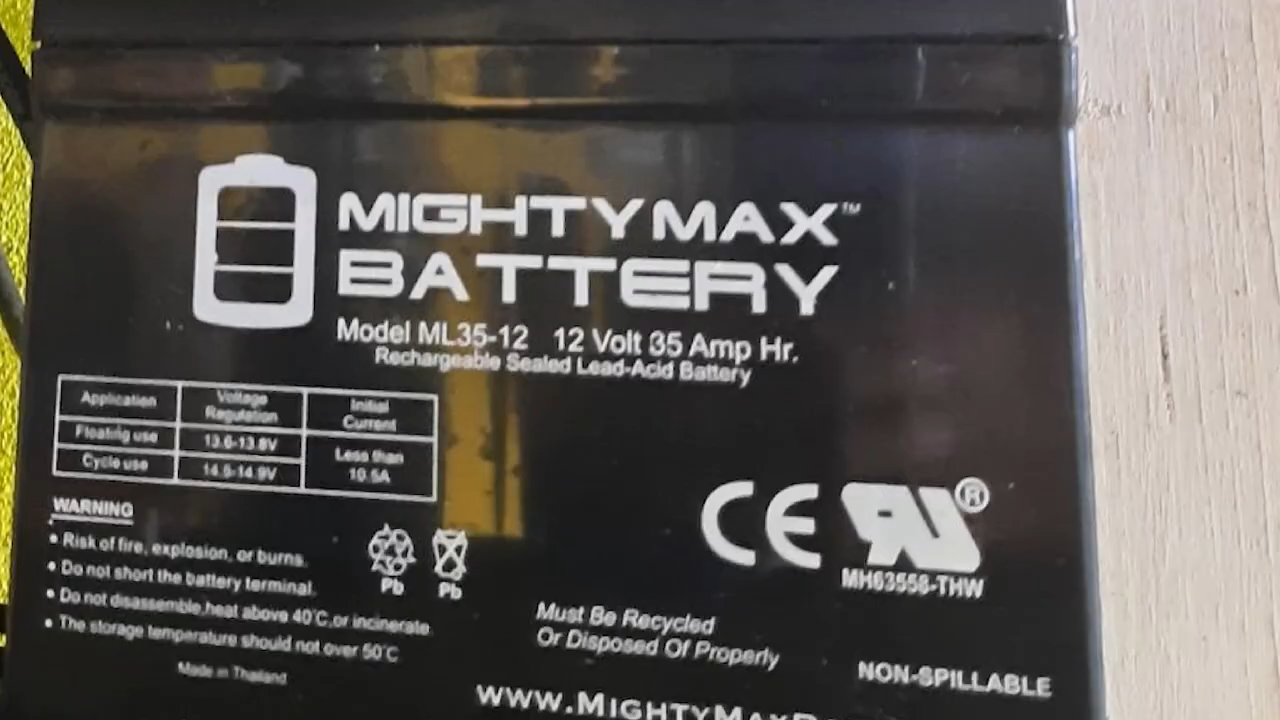 MIGHTYMAX™
BATTERY
Model ML35-12 12 Volt 35 Amp Hr.
Rechargeable Sealed Lead-Acid Battery
Application Voltage Regulation Initial Current
Floating use 13.6-13.8V Less than 10.5A
Cycle use 14.5-14.9V
WARNING
• Risk of fire, explosion, or burns.
• Do not short the battery terminal.
• Do not disassemble,heat above 40°C,or incinerate
• The storage temperature should not over 50°C
Made in Thailand
Pb Pb
CE
RU®
MH63558-THW
Must Be Recycled
Or Disposed Of Properly
NON-SPILLABLE